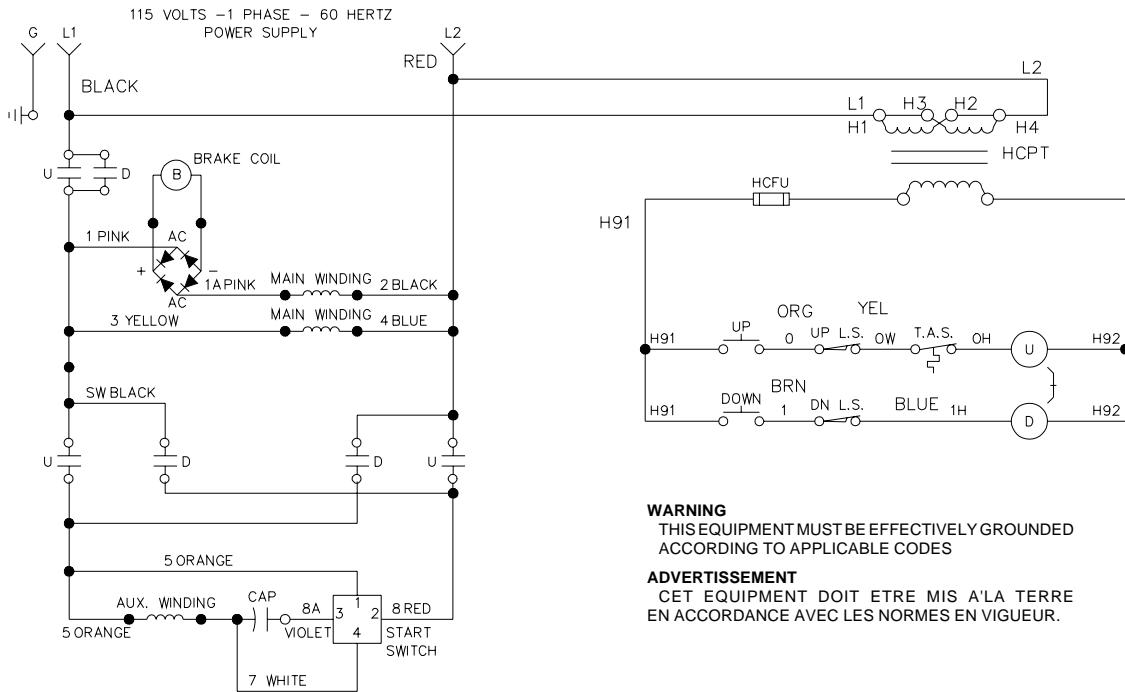 115 VOLTS -1 PHASE - 60 HERTZ
POWER SUPPLY
G L1 L2
BLACK
RED
L2
L1 H3 H2
H1 H4
HCPT
U D
BRAKE COIL
B
HCFU
H91
1 PINK
AC
+ -
AC
1A PINK
MAIN WINDING
2 BLACK
3 YELLOW
MAIN WINDING
4 BLUE
ORG YEL
H91 UP 0 UP L.S. 0W T.A.S. 0H U H92
SW BLACK
BRN BLUE
H91 DOWN 1 DN L.S. 1H D H92
U D D U
WARNING
THIS EQUIPMENT MUST BE EFFECTIVELY GROUNDED
ACCORDING TO APPLICABLE CODES
ADVERTISSEMENT
CET EQUIPMENT DOIT ETRE MIS A'LA TERRE
EN ACCORDANCE AVEC LES NORMES EN VIGUEUR.
5 ORANGE
AUX. WINDING
CAP
8A
1
3 2
4
8 RED
5 ORANGE
VIOLET
START
SWITCH
7 WHITE